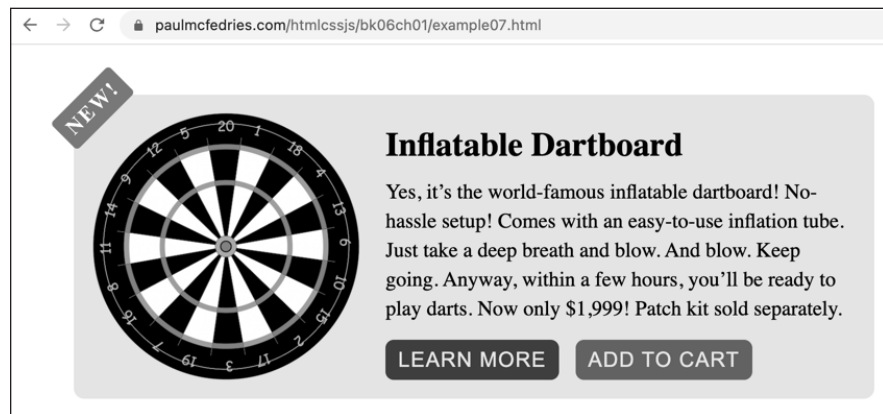 paulmcfedries.com/htmlcssjs/bk06ch01/example07.html
NEW!
20 1 18 4 13 6 10 15 2 17 3 19 7 16 8 11 14 9 12 5
Inflatable Dartboard
Yes, it’s the world-famous inflatable dartboard! No-
hassle setup! Comes with an easy-to-use inflation tube.
Just take a deep breath and blow. And blow. Keep
going. Anyway, within a few hours, you’ll be ready to
play darts. Now only $1,999! Patch kit sold separately.
LEARN MORE ADD TO CART